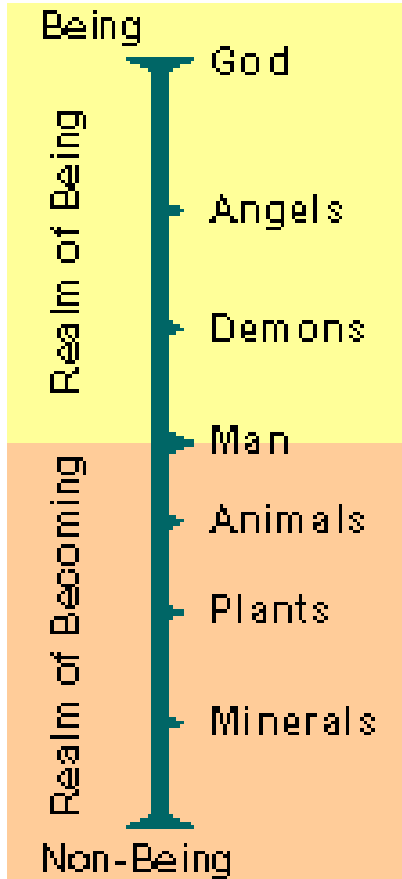 Being
God
Realm of Being
Angels
Demons
Man
Realm of Becoming
Animals
Plants
Minerals
Non-Being